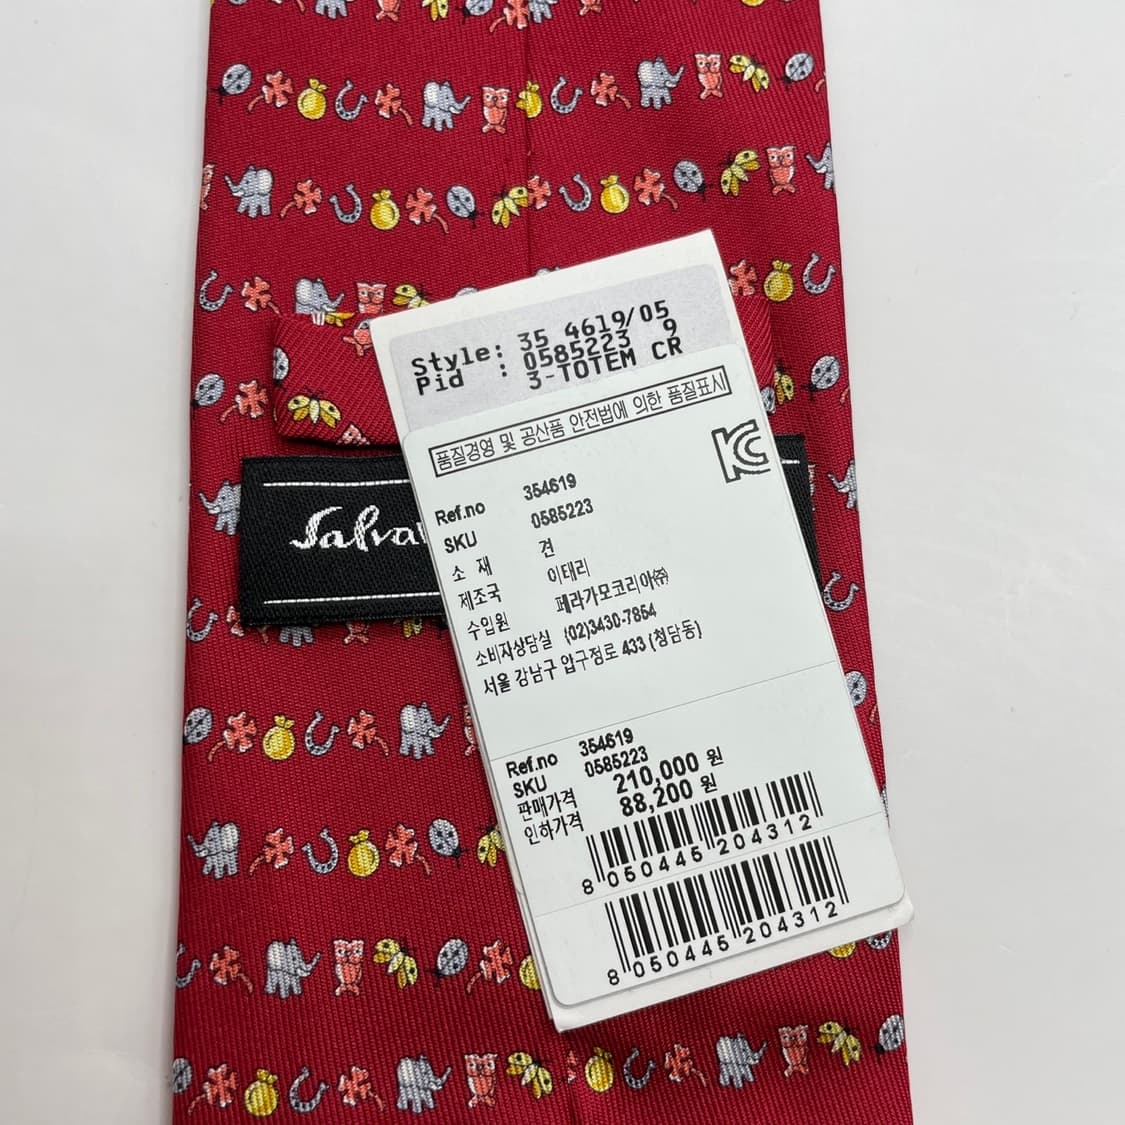 Style: 35 4619/05
Pid : 0585223 9
3-TOTEM CR
품질경영 및 공산품 안전법에 의한 품질표시
Ref.no 354619
SKU 0585223
소 재 견
제조국 이태리
수입원 페라가모코리아㈜
소비자상담실 (02)3430-7854
서울 강남구 압구정로 433 (청담동)
Salva
Ref.no 354619
SKU 0585223
판매가격 210,000 원
인하가격 88,200 원
8 050445 204312
8 050445 204312